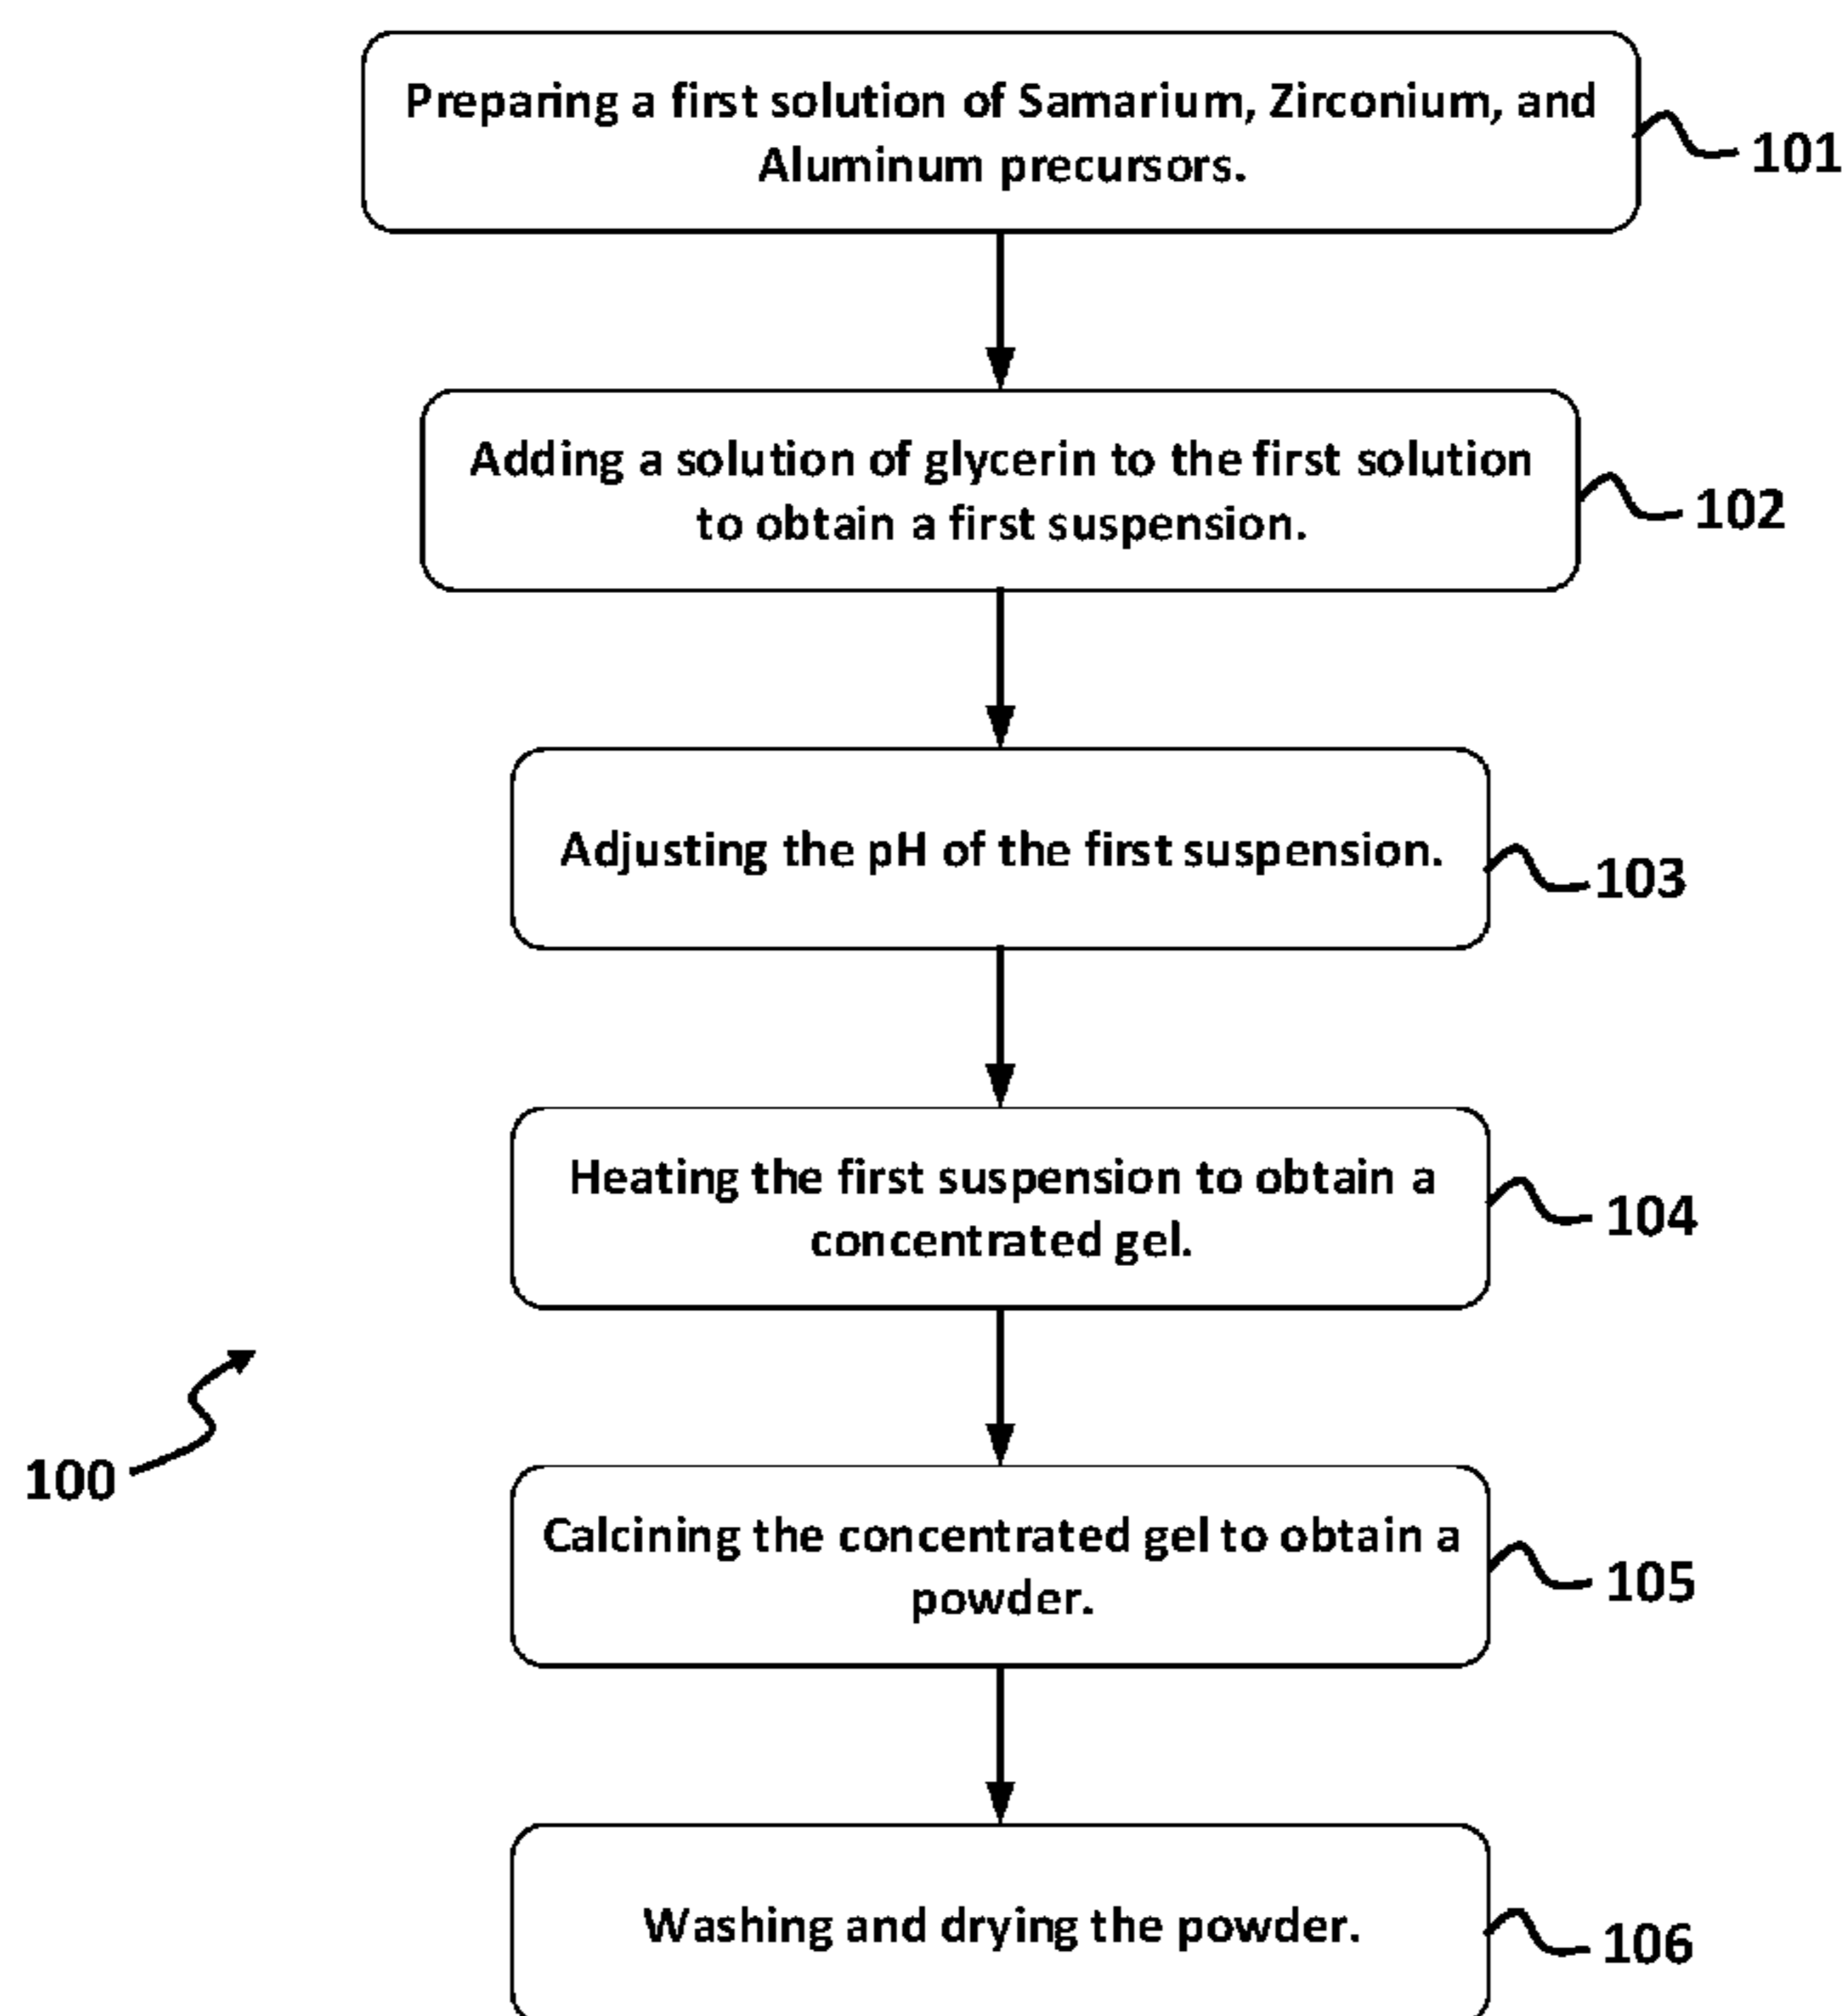 Preparing a first solution of Samarium, Zirconium, and
Aluminum precursors.
101
Adding a solution of glycerin to the first solution
to obtain a first suspension.
102
Adjusting the pH of the first suspension.
103
Heating the first suspension to obtain a
concentrated gel.
104
100
Calcining the concentrated gel to obtain a
powder.
105
Washing and drying the powder.
106